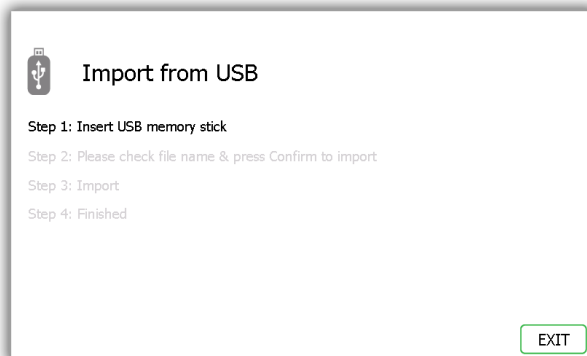 Import from USB
Step 1: Insert USB memory stick
Step 2: Please check file name & press Confirm to import
Step 3: Import
Step 4: Finished
EXIT